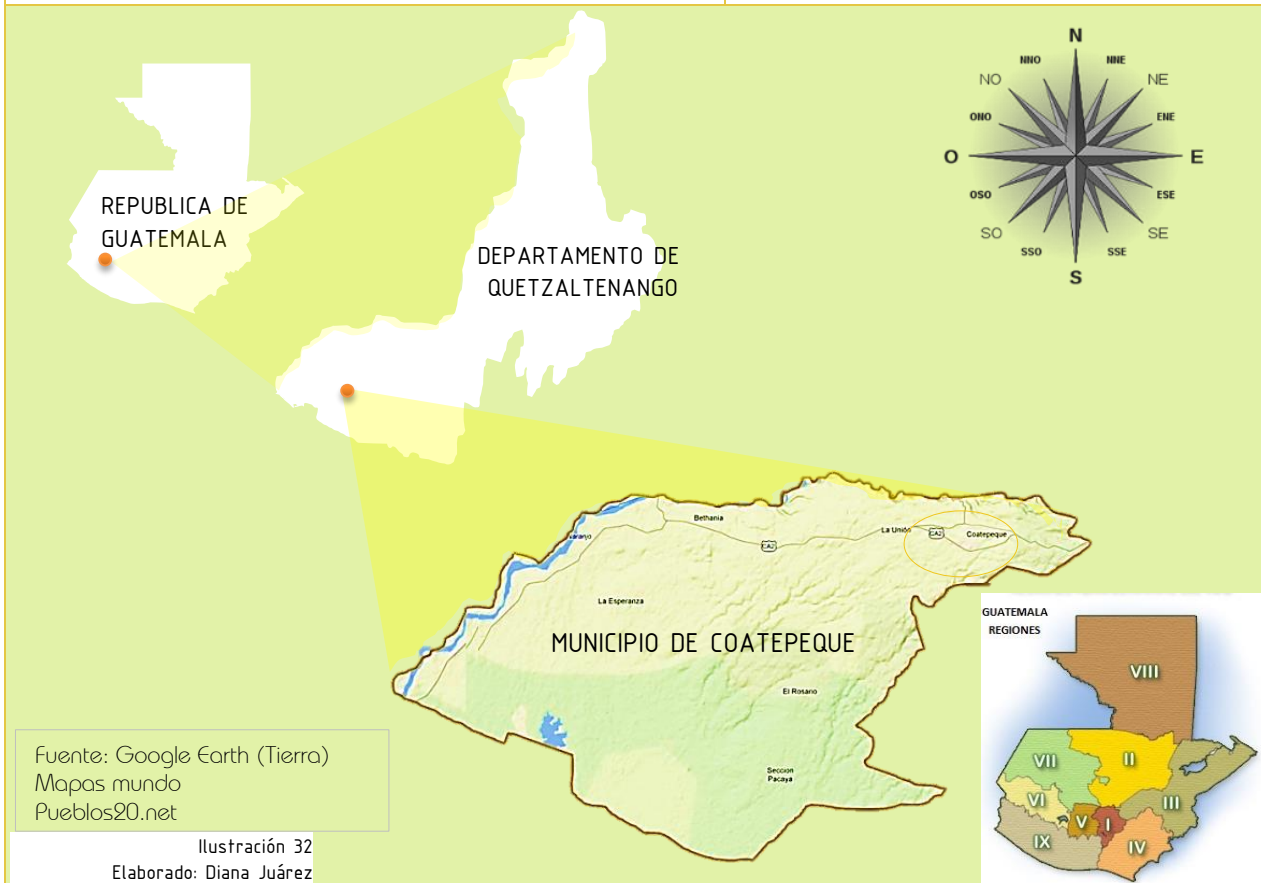 N
NNO
NNE
NO
NE
ONO
ENE
O
E
OSO
ESE
SO
SE
SSO
SSE
S
REPUBLICA DE
GUATEMALA
DEPARTAMENTO DE
QUETZALTENANGO
Bethania
La Unión
CA2
Coatepeque
CA2
La Esperanza
MUNICIPIO DE COATEPEQUE
El Rosario
Seccion
Pacaya
GUATEMALA
REGIONES
VIII
VII
II
VI
III
V
I
IX
IV
Fuente: Google Earth (Tierra)
Mapas mundo
Pueblos20.net
Ilustración 32
Elaborado: Diana Juárez